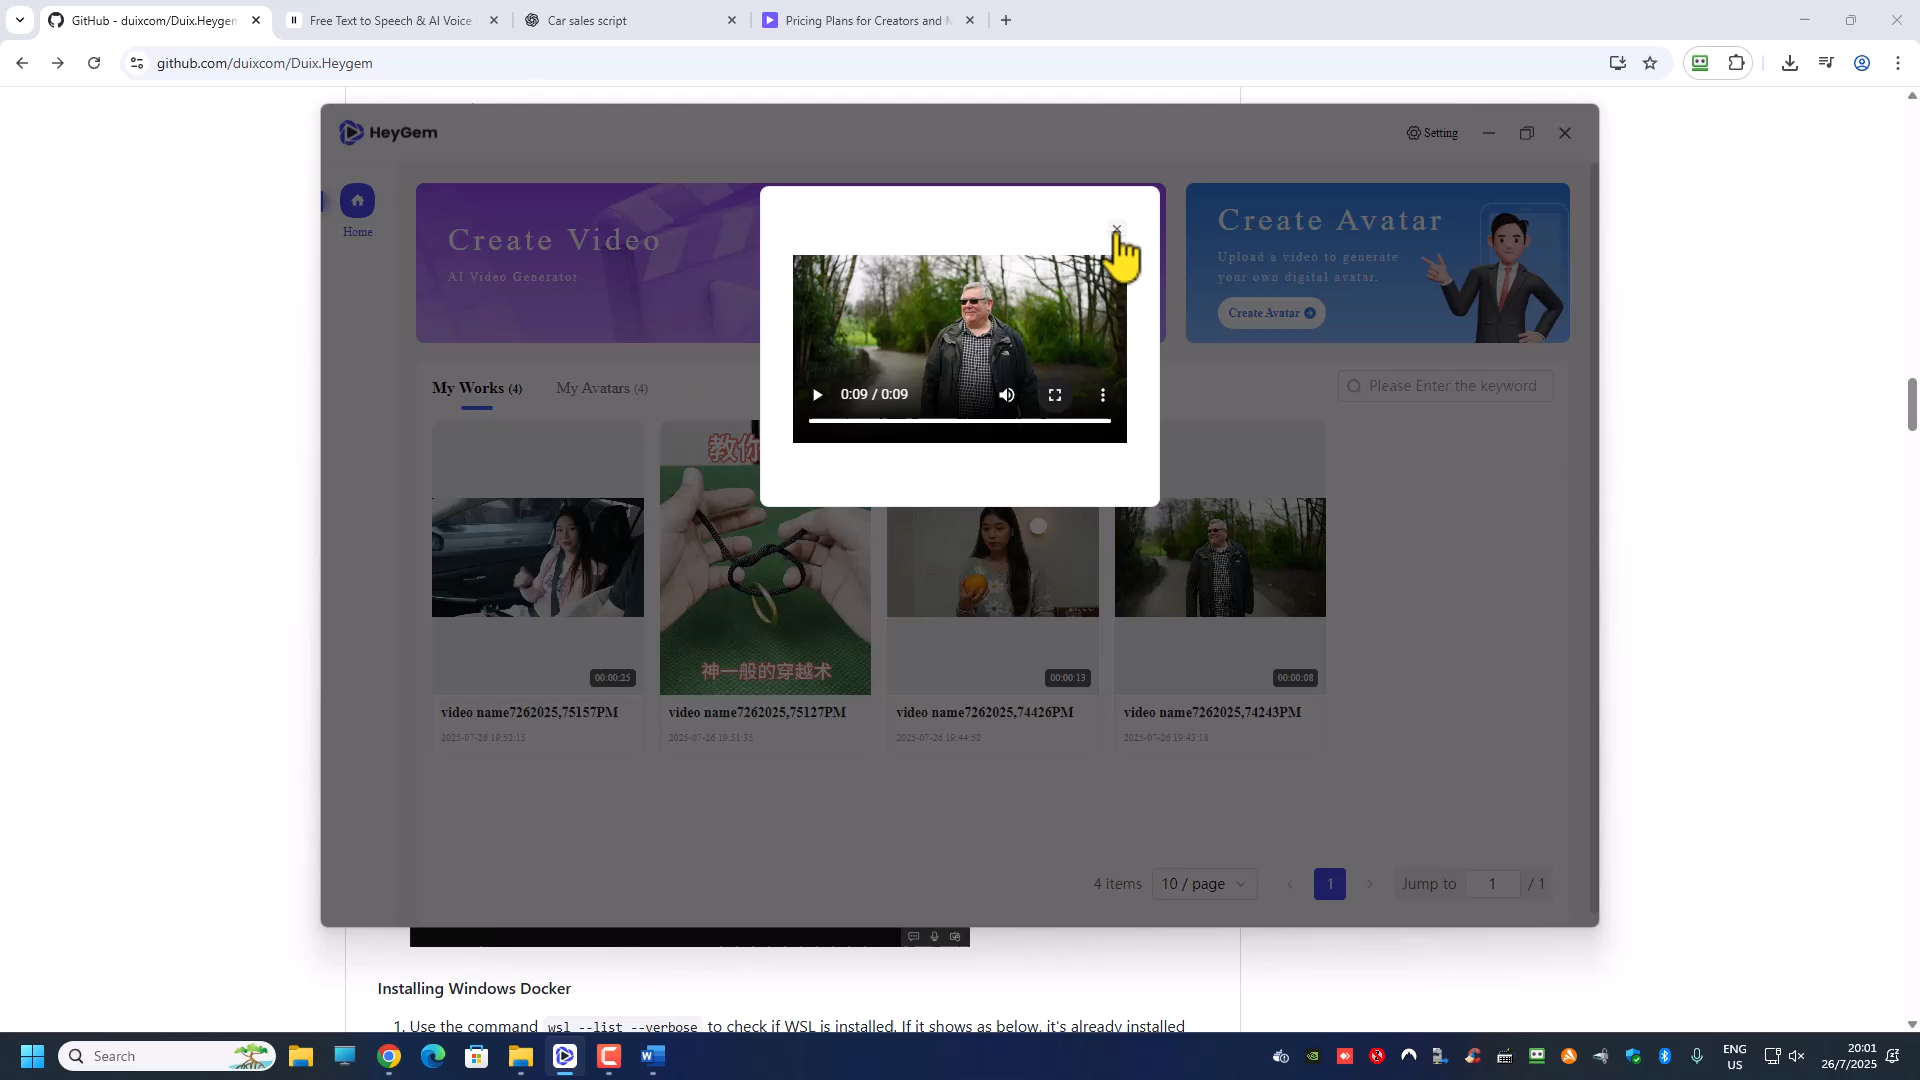 GitHub - duixcom/Duix.Heygem
Free Text to Speech & AI Voice
Car sales script
Pricing Plans for Creators and M
github.com/duixcom/Duix.Heygem
HeyGem
Setting
Home
Create Video
AI Video Generator
Create Avatar
Upload a video to generate
your own digital avatar.
Create Avatar
My Works (4)
My Avatars (4)
Please Enter the keyword
0:09 / 0:09
教你
神一般的穿越术
00:00:25
00:00:13
00:00:08
video name7262025,75157PM
video name7262025,75127PM
video name7262025,74426PM
video name7262025,74243PM
2025-07-26 19:52:15
2025-07-26 19:51:35
2025-07-26 19:44:52
2025-07-26 19:43:18
4 items
10 / page
1
Jump to
1
/ 1
Installing Windows Docker
1. Use the command wsl --list --verbose to check if WSL is installed. If it shows as below, it's already installed
Search
ENG
US
20:01
26/7/2025